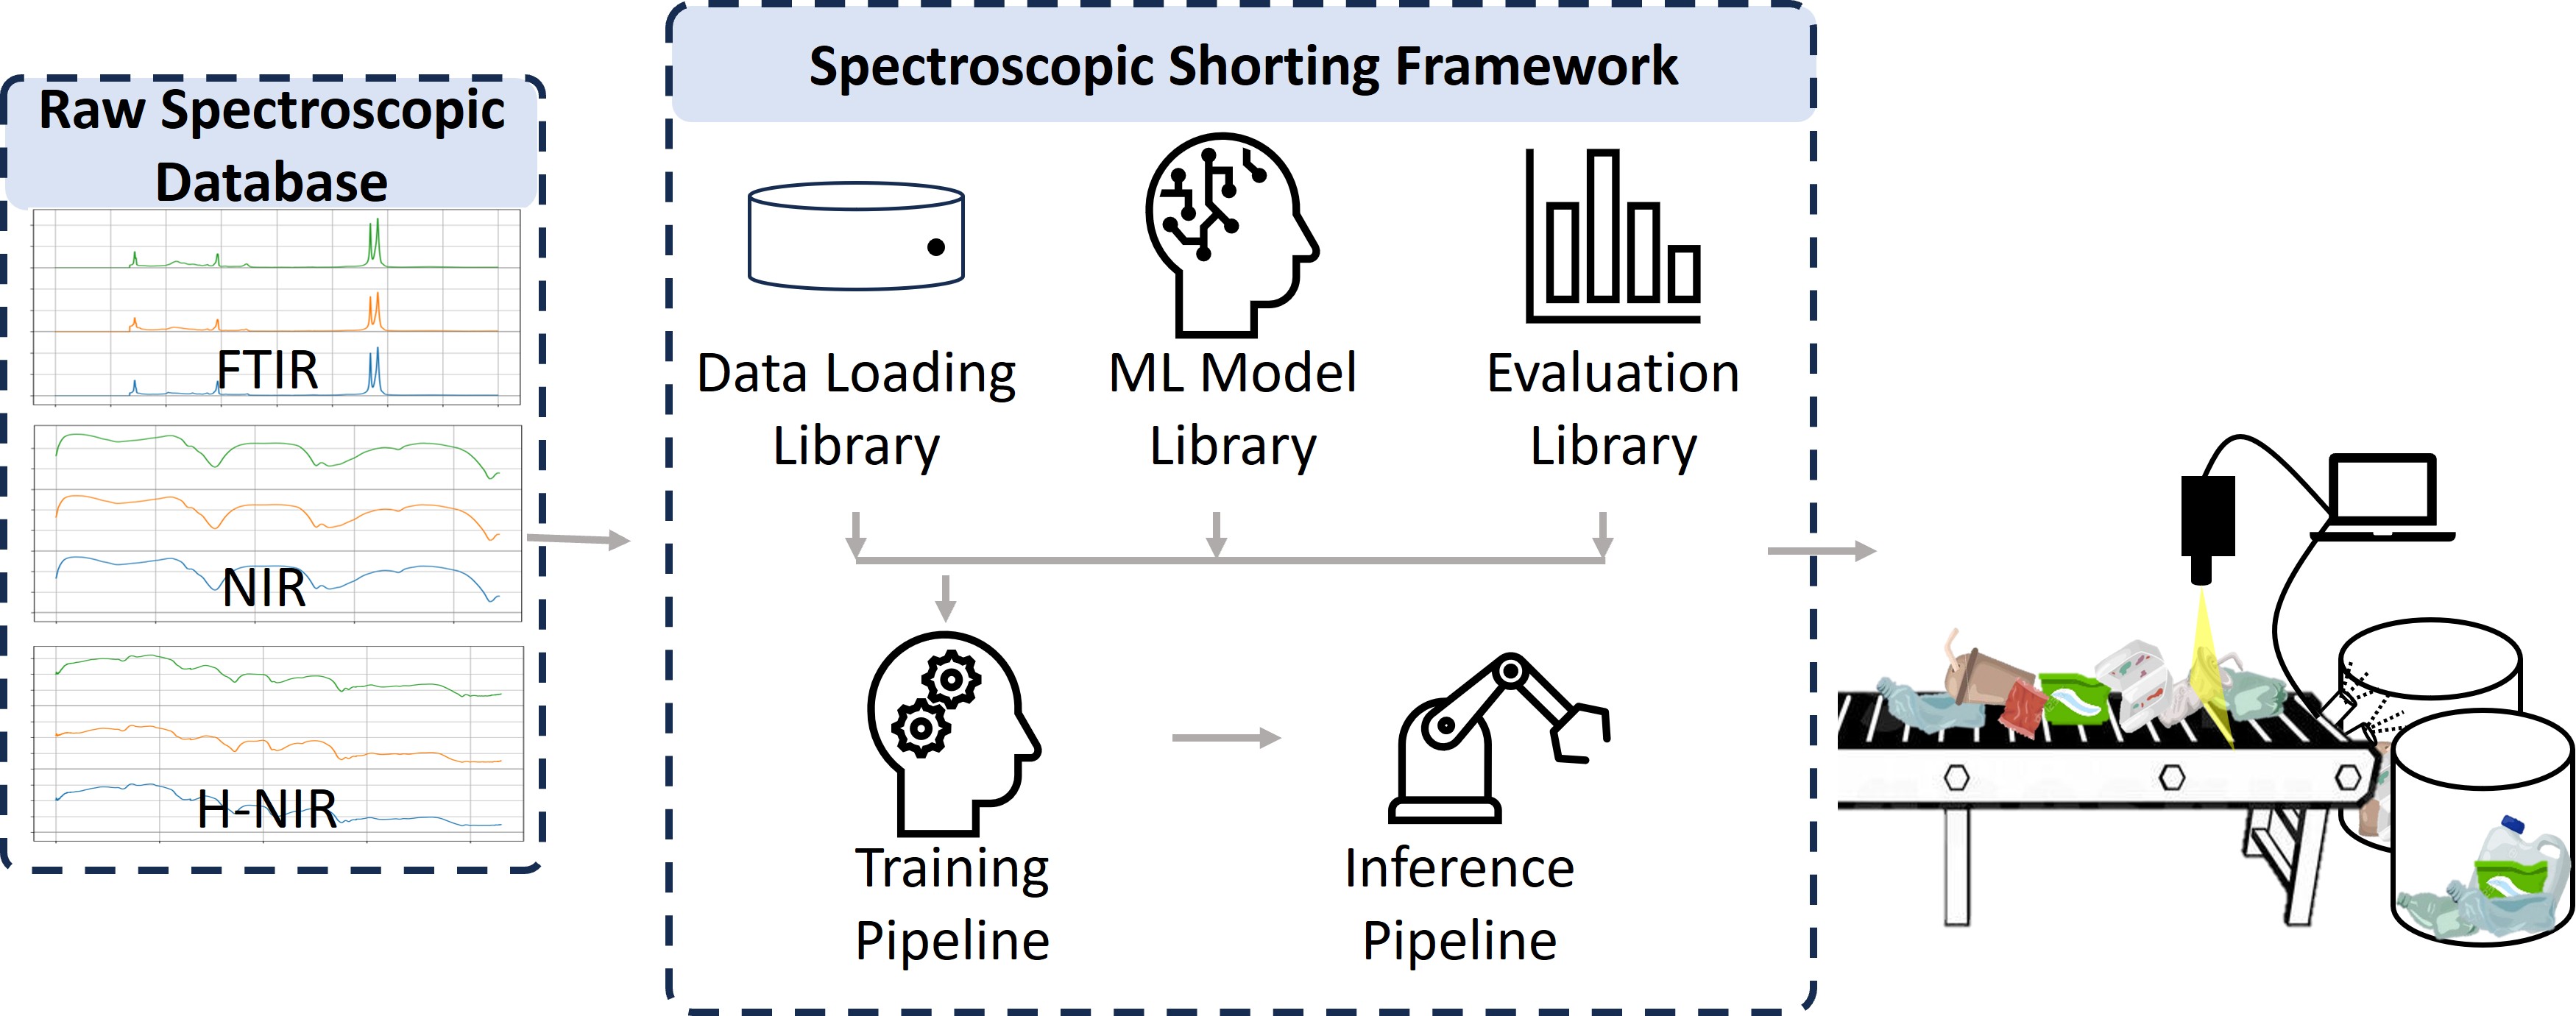 Raw Spectroscopic
Database
FTIR
NIR
H-NIR
Spectroscopic Shorting Framework
Data Loading
Library
ML Model
Library
Evaluation
Library
Training
Pipeline
Inference
Pipeline